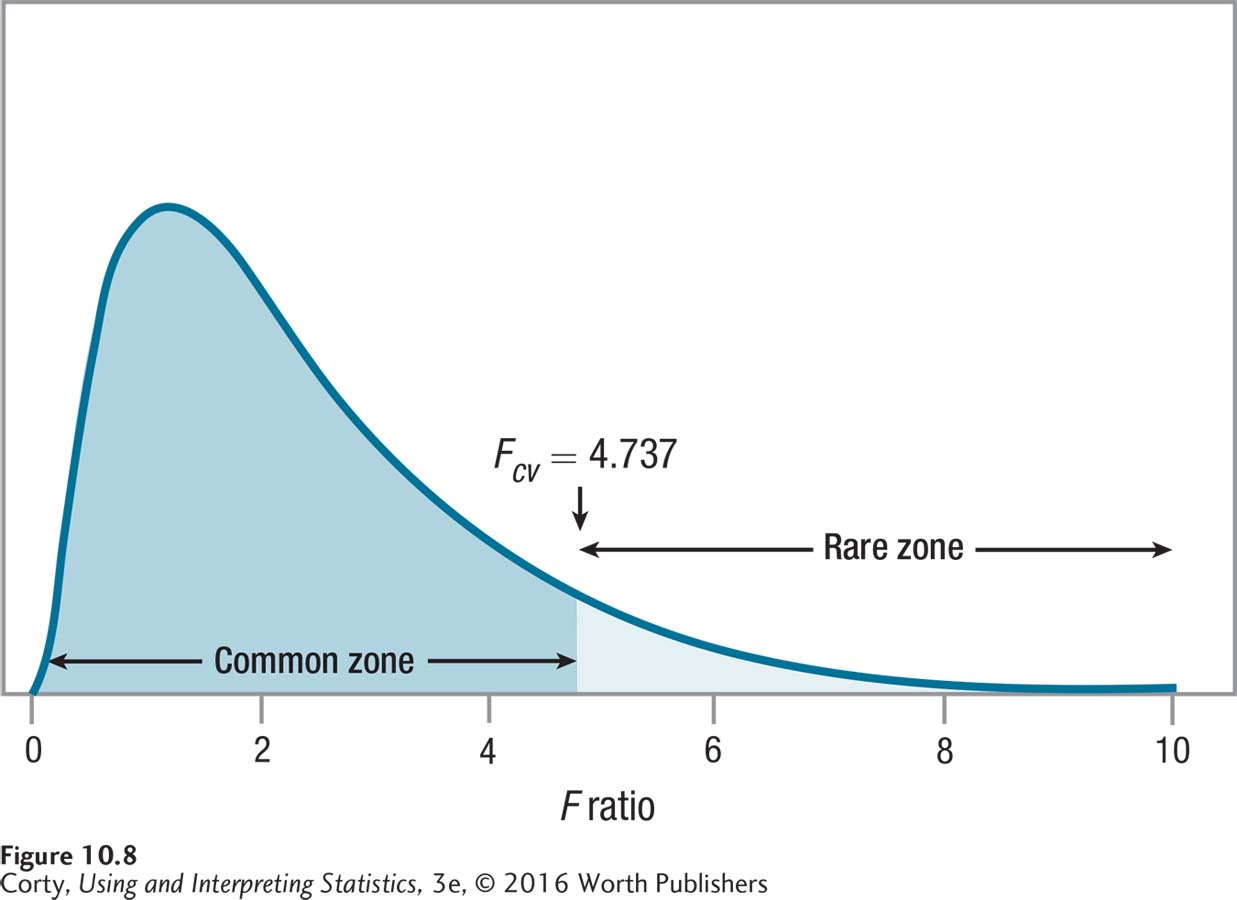 F_CV = 4.737
Rare zone
Common zone
0 2 4 6 8 10
F ratio
Figure 10.8
Corty, Using and Interpreting Statistics, 3e, © 2016 Worth Publishers